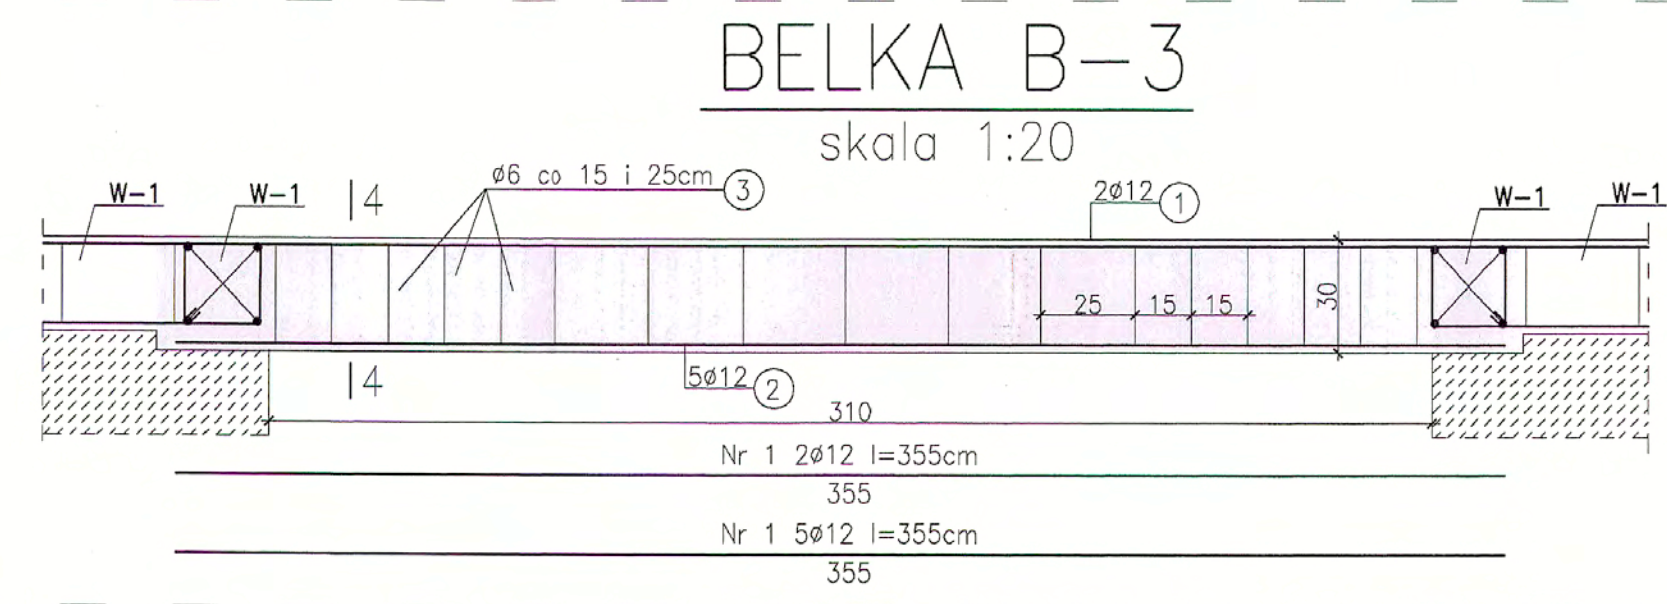 BELKA B-3
skala 1:20
ø6 co 15 i 25cm 3
2ø12 1
W-1
W-1
4
W-1
W-1
25
15
15
30
4
5ø12 2
310
Nr 1 2ø12 l=355cm
355
Nr 1 5ø12 l=355cm
355